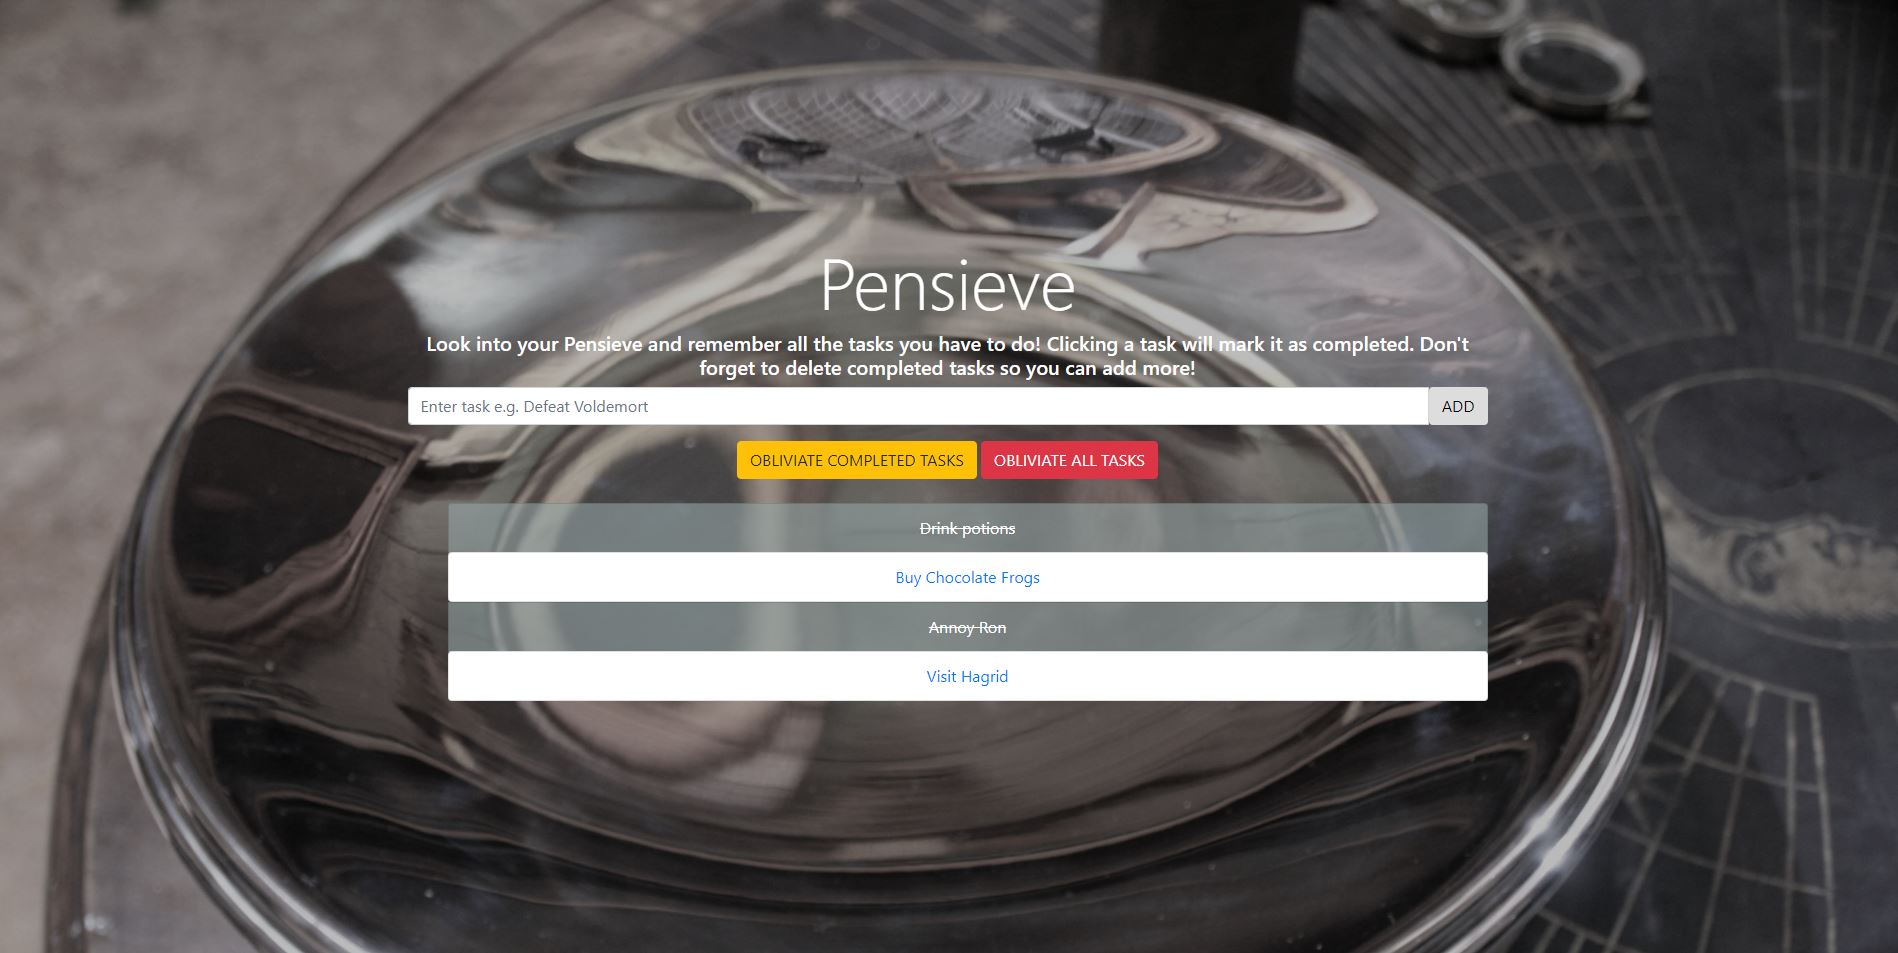 Pensieve
Look into your Pensieve and remember all the tasks you have to do! Clicking a task will mark it as completed. Don't
forget to delete completed tasks so you can add more!
Enter task e.g. Defeat Voldemort
ADD
OBLIVIATE COMPLETED TASKS
OBLIVIATE ALL TASKS
Drink potions
Buy Chocolate Frogs
Annoy Ron
Visit Hagrid